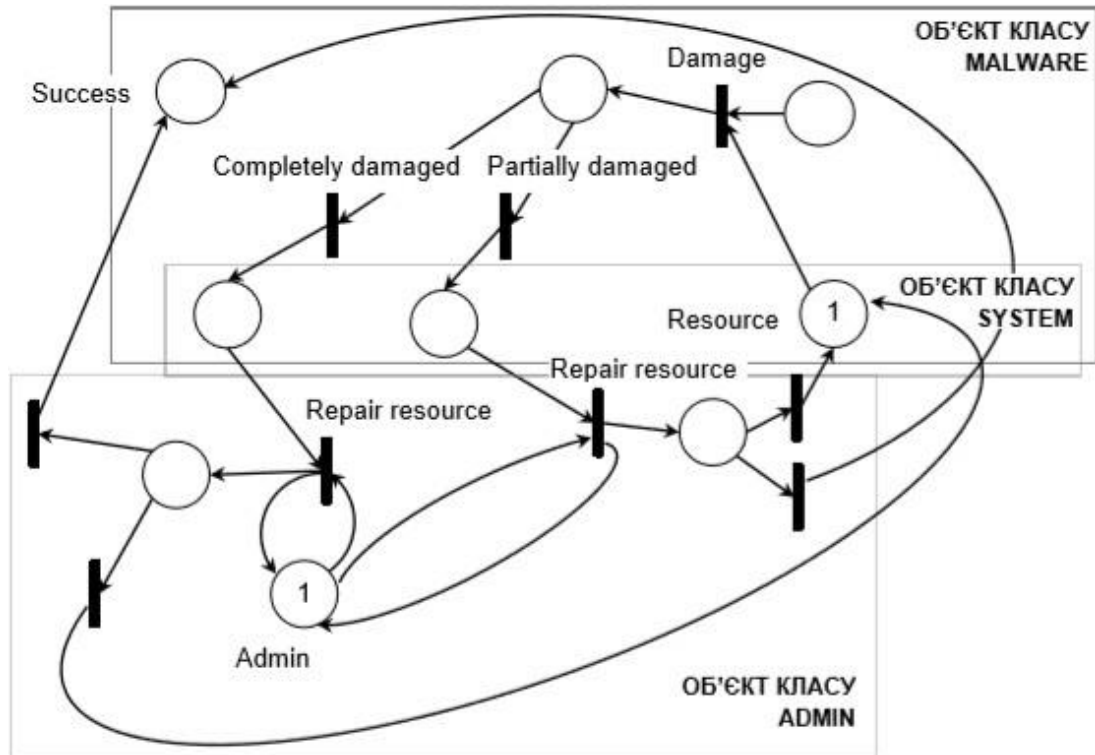 ОБ'ЄКТ КЛАСУ
MALWARE
Damage
Success
Completely damaged
Partially damaged
ОБ'ЄКТ КЛАСУ
SYSTEM
1
Resource
Repair resource
Repair resource
1
Admin
ОБ'ЄКТ КЛАСУ
ADMIN